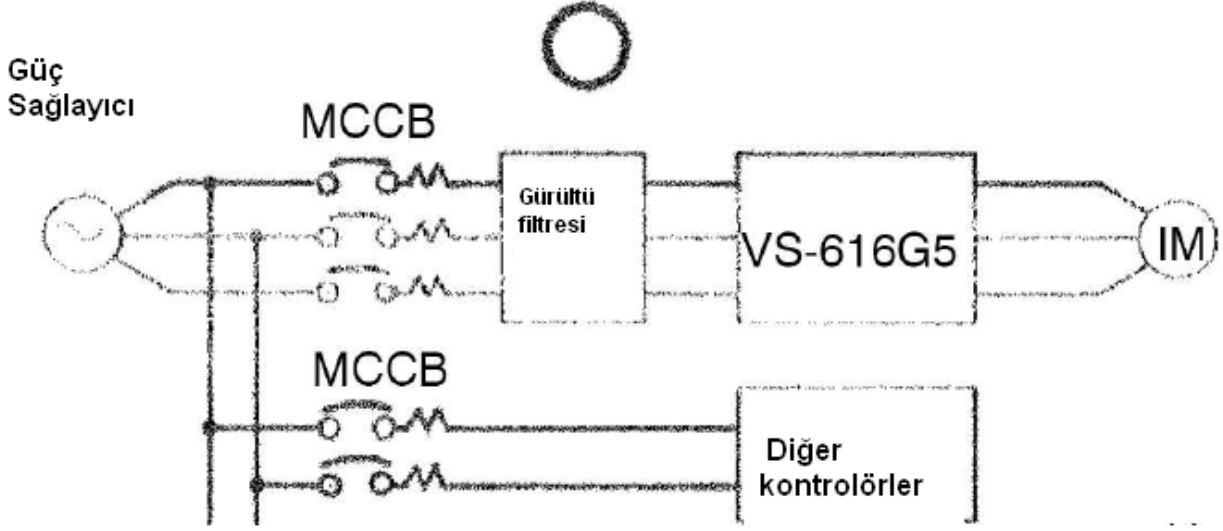 Güç
Sağlayıcı
MCCB
Gürültü
filtresi
VS-616G5
IM
MCCB
Diğer
kontrolörler